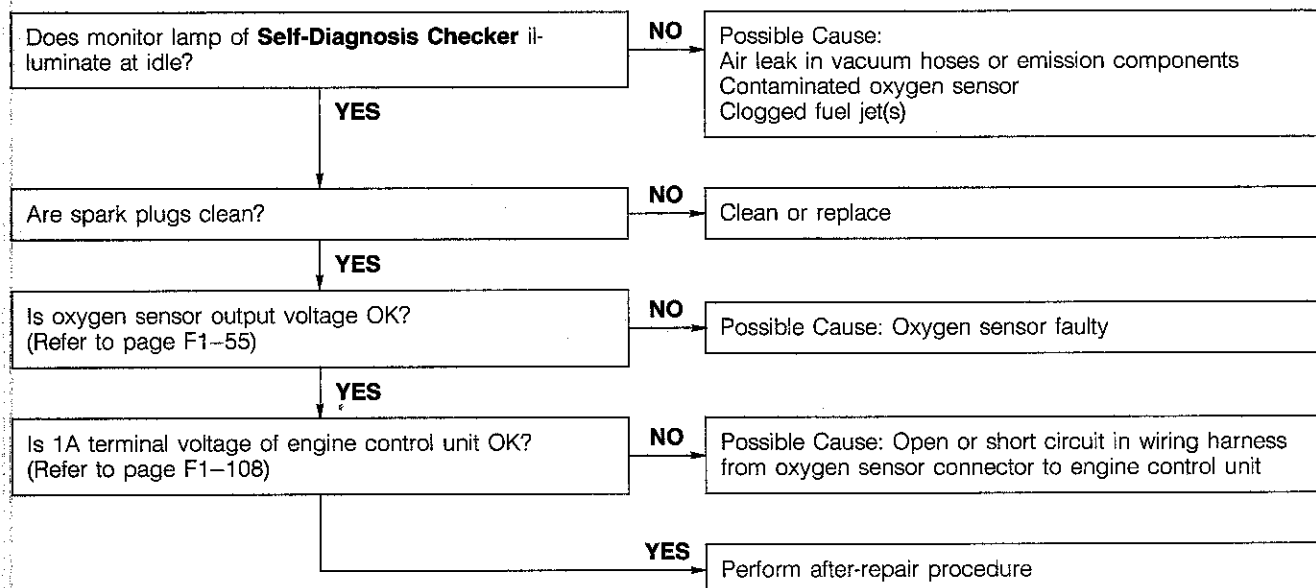 Does monitor lamp of Self-Diagnosis Checker il-
luminate at idle?
NO
Possible Cause:
Air leak in vacuum hoses or emission components
Contaminated oxygen sensor
Clogged fuel jet(s)
YES
Are spark plugs clean?
NO
Clean or replace
YES
Is oxygen sensor output voltage OK?
(Refer to page F1–55)
NO
Possible Cause: Oxygen sensor faulty
YES
Is 1A terminal voltage of engine control unit OK?
(Refer to page F1–108)
NO
Possible Cause: Open or short circuit in wiring harness
from oxygen sensor connector to engine control unit
YES
Perform after-repair procedure